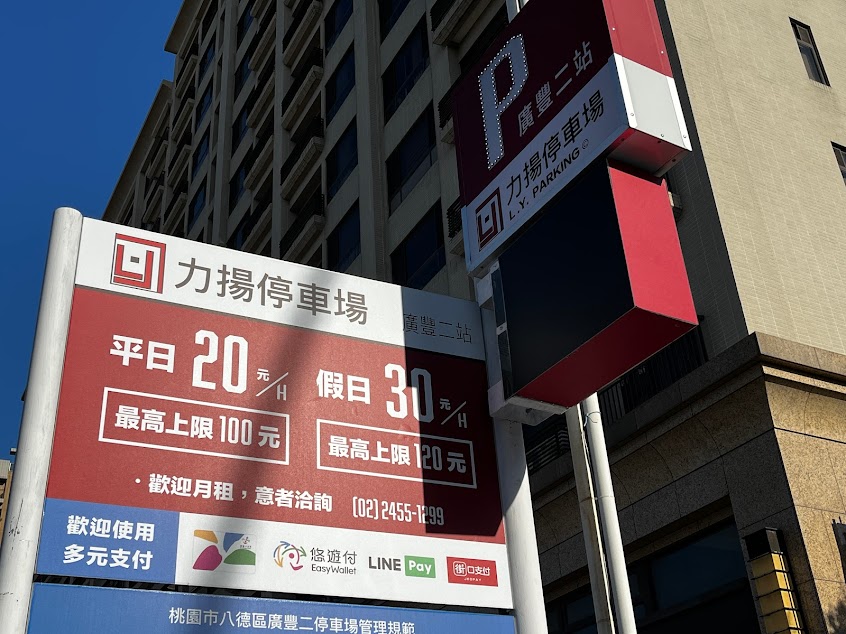 P
廣豐二站
力揚停車場
L.Y. PARKING
力揚停車場 廣豐二站
平日 20 元/H 假日 30 元/H
最高上限 100 元 最高上限 120 元
·歡迎月租,意者洽詢 (02)2455-1299
歡迎使用
多元支付
悠遊付
EasyWallet
LINE Pay
街口支付
JKOPAY
桃園市八德區廣豐二停車場管理規範